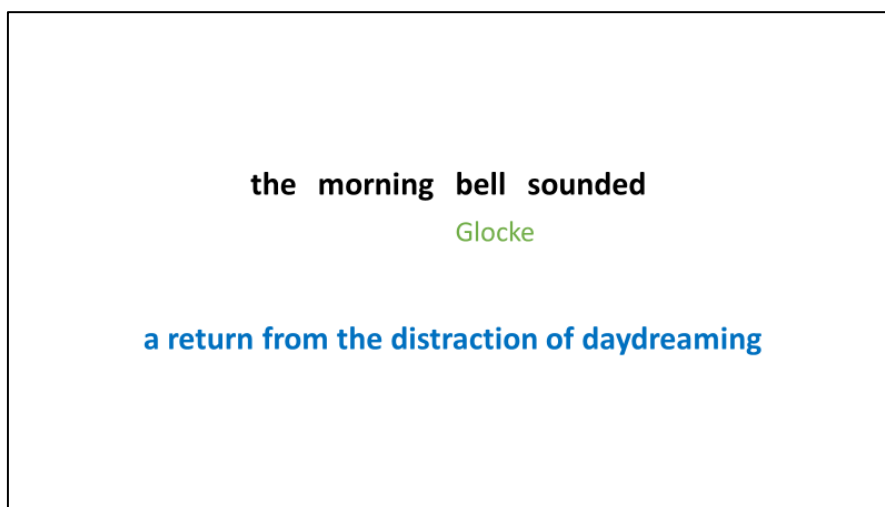 the morning bell sounded
Glocke
a return from the distraction of daydreaming